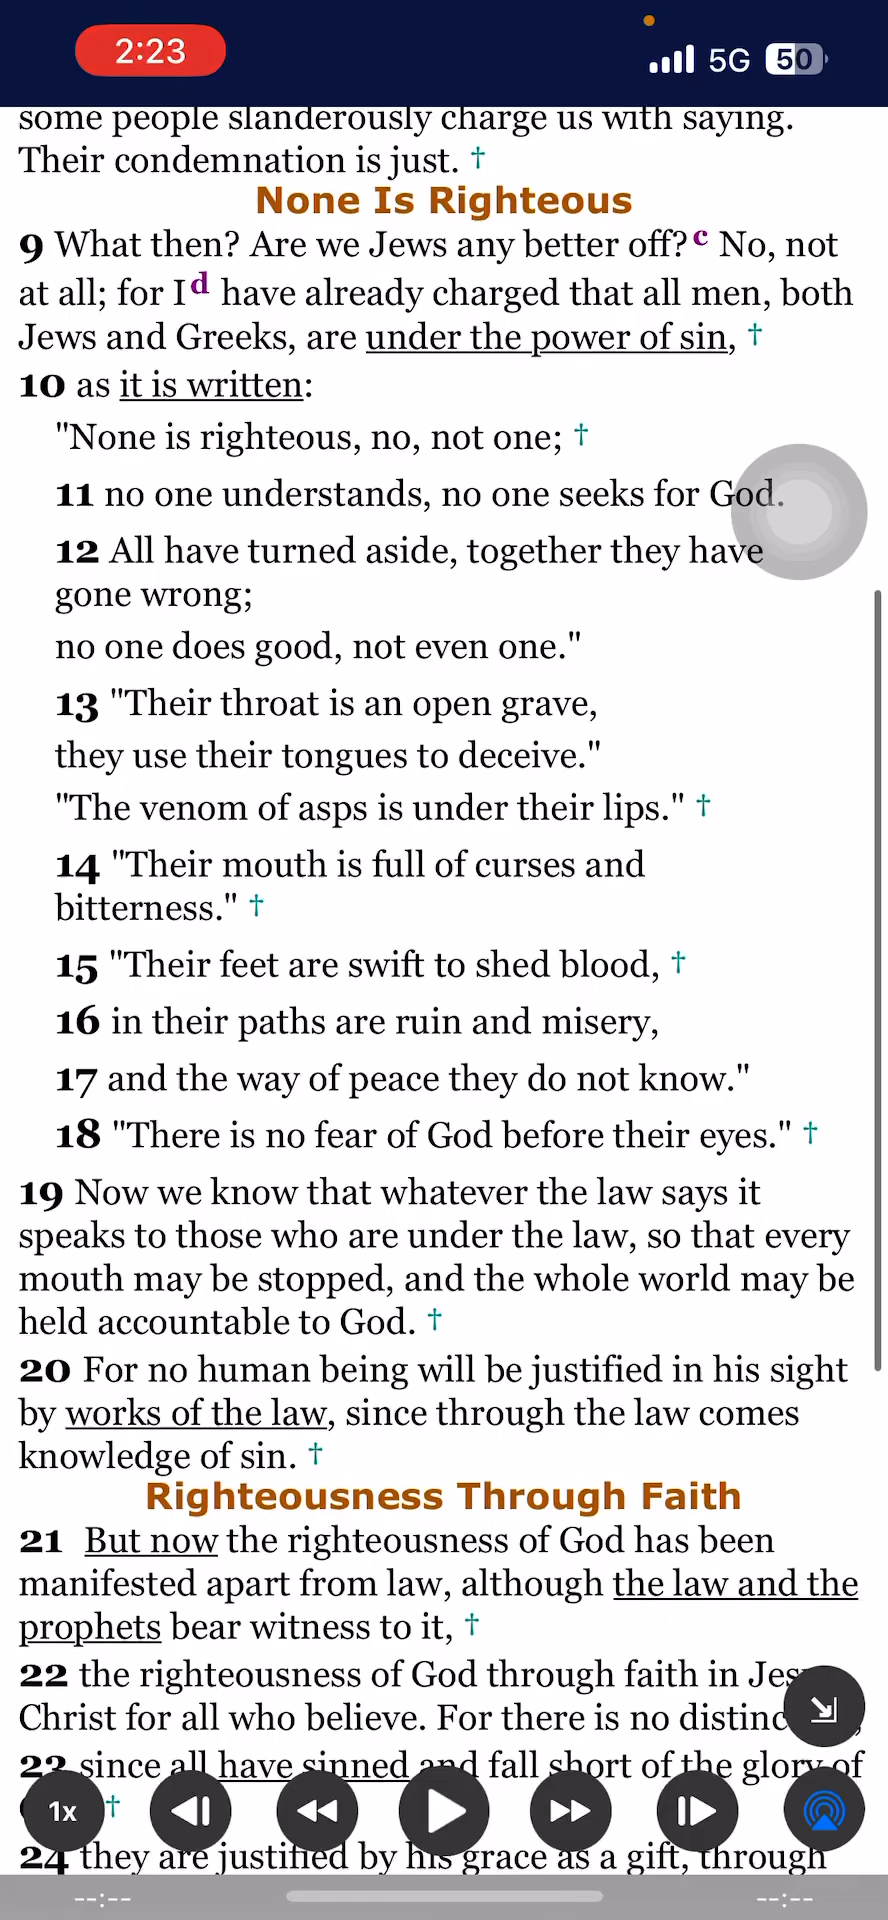 2:23
5G 50
some people slanderously charge us with saying.
Their condemnation is just. †
None Is Righteous
9 What then? Are we Jews any better off? c No, not
at all; for I d have already charged that all men, both
Jews and Greeks, are under the power of sin, †
10 as it is written:
"None is righteous, no, not one; †
11 no one understands, no one seeks for God.
12 All have turned aside, together they have
gone wrong;
no one does good, not even one."
13 "Their throat is an open grave,
they use their tongues to deceive."
"The venom of asps is under their lips." †
14 "Their mouth is full of curses and
bitterness." †
15 "Their feet are swift to shed blood, †
16 in their paths are ruin and misery,
17 and the way of peace they do not know."
18 "There is no fear of God before their eyes." †
19 Now we know that whatever the law says it
speaks to those who are under the law, so that every
mouth may be stopped, and the whole world may be
held accountable to God. †
20 For no human being will be justified in his sight
by works of the law, since through the law comes
knowledge of sin. †
Righteousness Through Faith
21 But now the righteousness of God has been
manifested apart from law, although the law and the
prophets bear witness to it, †
22 the righteousness of God through faith in
Christ for all who believe. For there is no
23 since all have sinned and fall short of the glory of
†
1x
24 they are justified by his grace as a gift, through
--:-- --:--